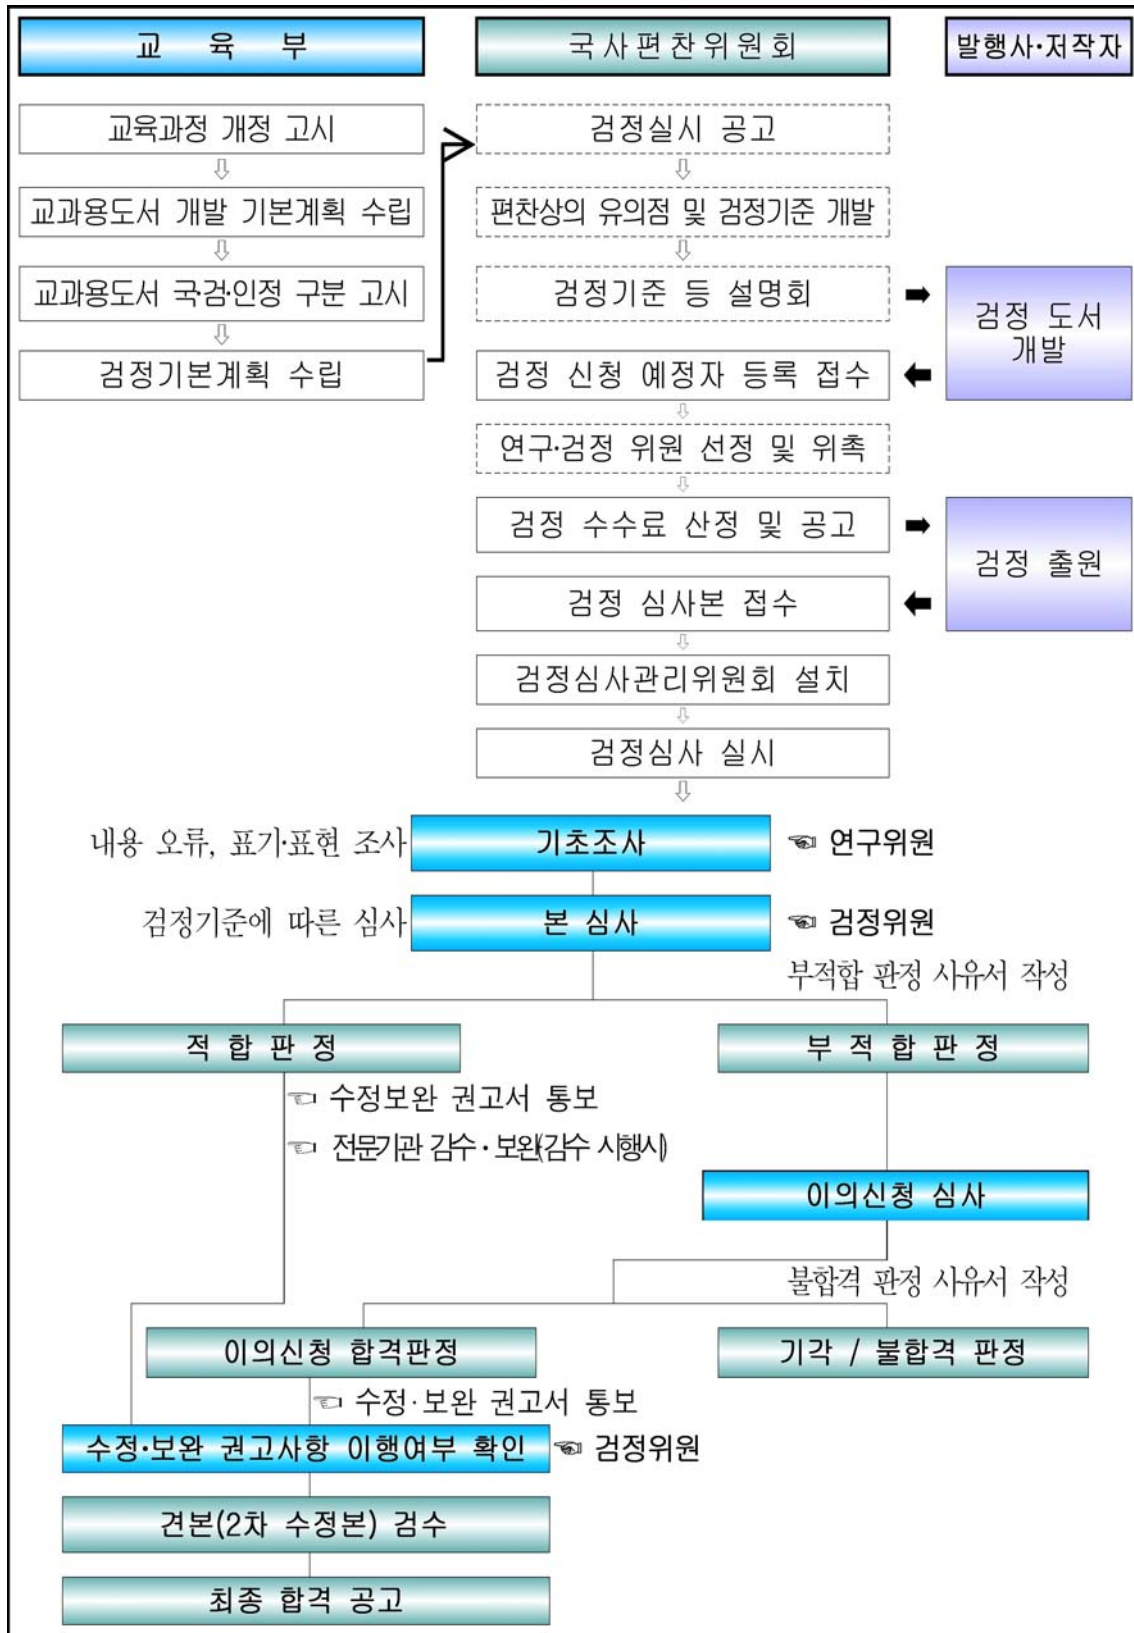 교 육 부
국사편찬위원회
발행사·저작자
교육과정 개정 고시
교과용도서 개발 기본계획 수립
교과용도서 국·검·인정 구분 고시
검정기본계획 수립
검정실시 공고
편찬상의 유의점 및 검정기준 개발
검정기준 등 설명회
검정 도서
개발
검정 신청 예정자 등록 접수
연구·검정 위원 선정 및 위촉
검정 수수료 산정 및 공고
검정 출원
검정 심사본 접수
검정심사관리위원회 설치
검정심사 실시
내용 오류, 표기·표현 조사
기초조사
☜ 연구위원
검정기준에 따른 심사
본 심사
☜ 검정위원
부적합 판정 사유서 작성
적 합 판 정
부 적 합 판 정
☜ 수정보완 권고서 통보
☜ 전문기관 감수·보완(감수 시행시)
이의신청 심사
불합격 판정 사유서 작성
이의신청 합격판정
기각 / 불합격 판정
☜ 수정·보완 권고서 통보
수정·보완 권고사항 이행여부 확인
☜ 검정위원
견본(2차 수정본) 검수
최종 합격 공고